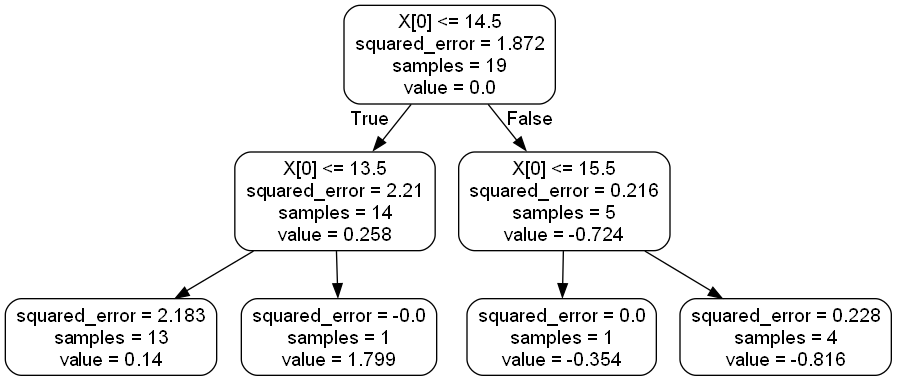 X[0] <= 14.5
squared_error = 1.872
samples = 19
value = 0.0
True
False
X[0] <= 13.5
squared_error = 2.21
samples = 14
value = 0.258
X[0] <= 15.5
squared_error = 0.216
samples = 5
value = -0.724
squared_error = 2.183
samples = 13
value = 0.14
squared_error = -0.0
samples = 1
value = 1.799
squared_error = 0.0
samples = 1
value = -0.354
squared_error = 0.228
samples = 4
value = -0.816